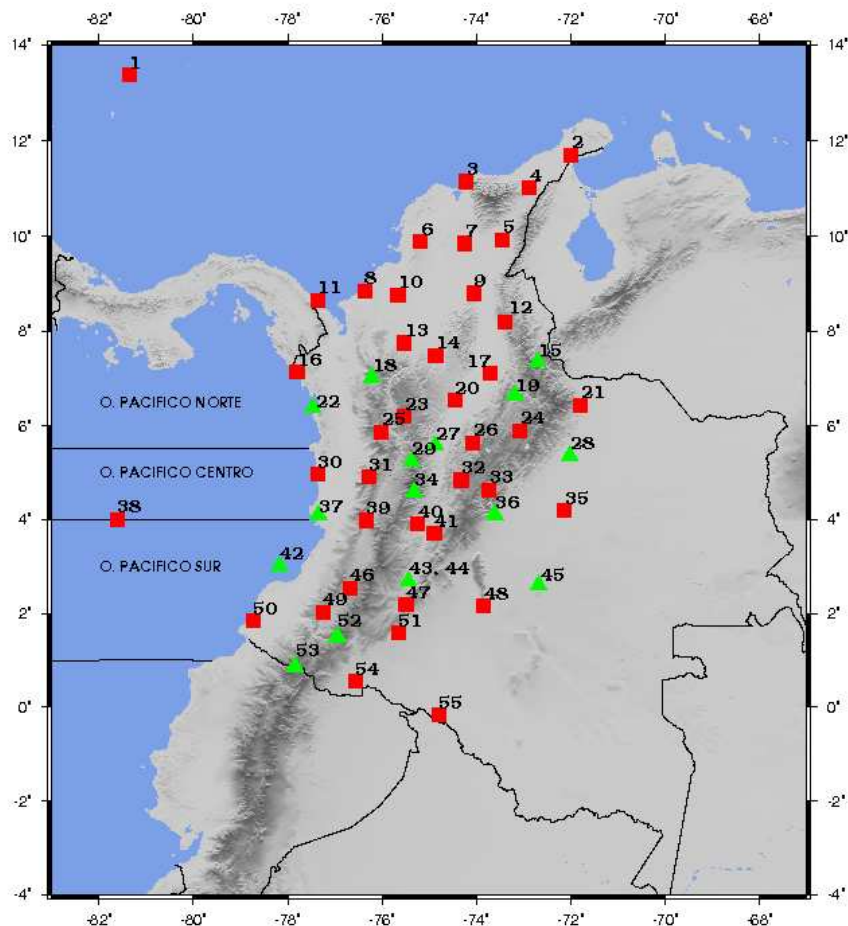 -82° -80° -78° -76° -74° -72° -70° -68°
14° 14°
1
12° 2 12°
3 4
10° 6 7 5 10°
11 8 10 9
12
8° 13 8°
14 15
16 18 17
19
22 23 20 21
O. PACIFICO NORTE
6° 25 24 6°
27 26
29 28
O. PACIFICO CENTRO 30 31 32
34 33
38 37 36 35
4° 39 40 4°
41
42
O. PACIFICO SUR 46 43, 44 45
49 47 48
2° 50 2°
52 51
53
54
0° 55 0°
-2° -2°
-4° -4°
-82° -80° -78° -76° -74° -72° -70° -68°